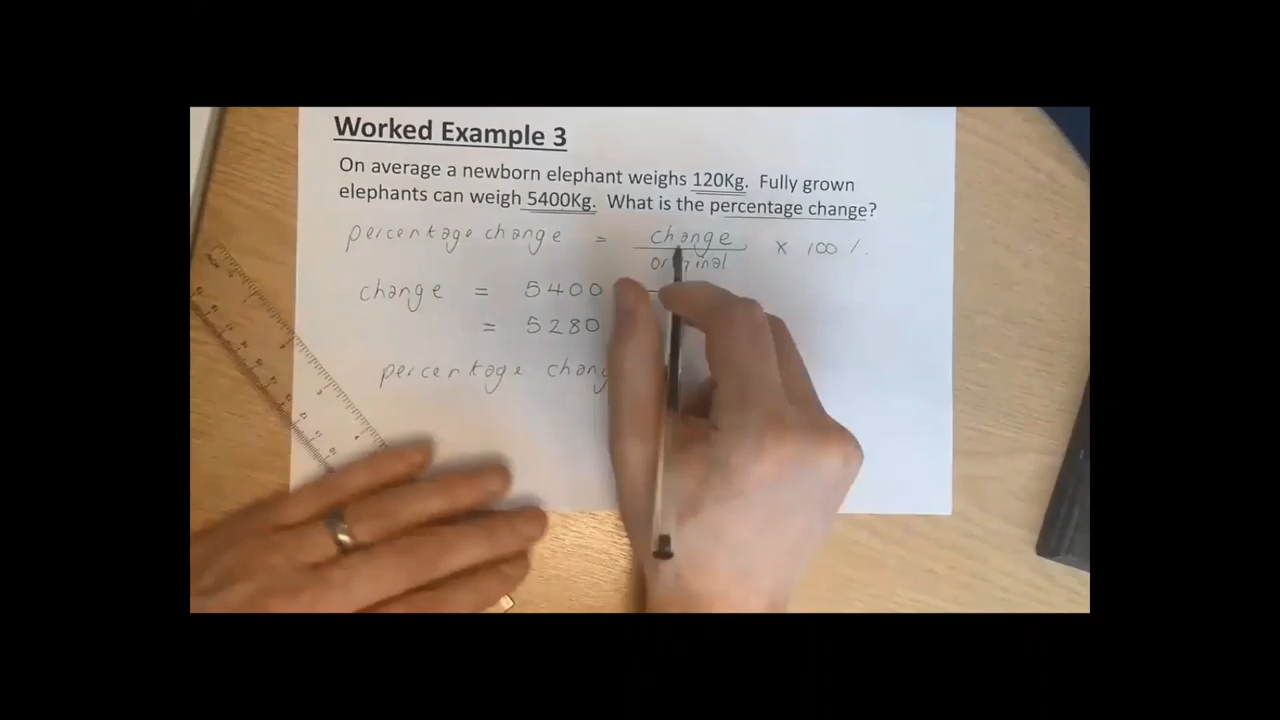 Worked Example 3
On average a newborn elephant weighs 120Kg. Fully grown
elephants can weigh 5400Kg. What is the percentage change?
percentage change = change / original × 100 %
change = 5400 -
= 5280
percentage chang